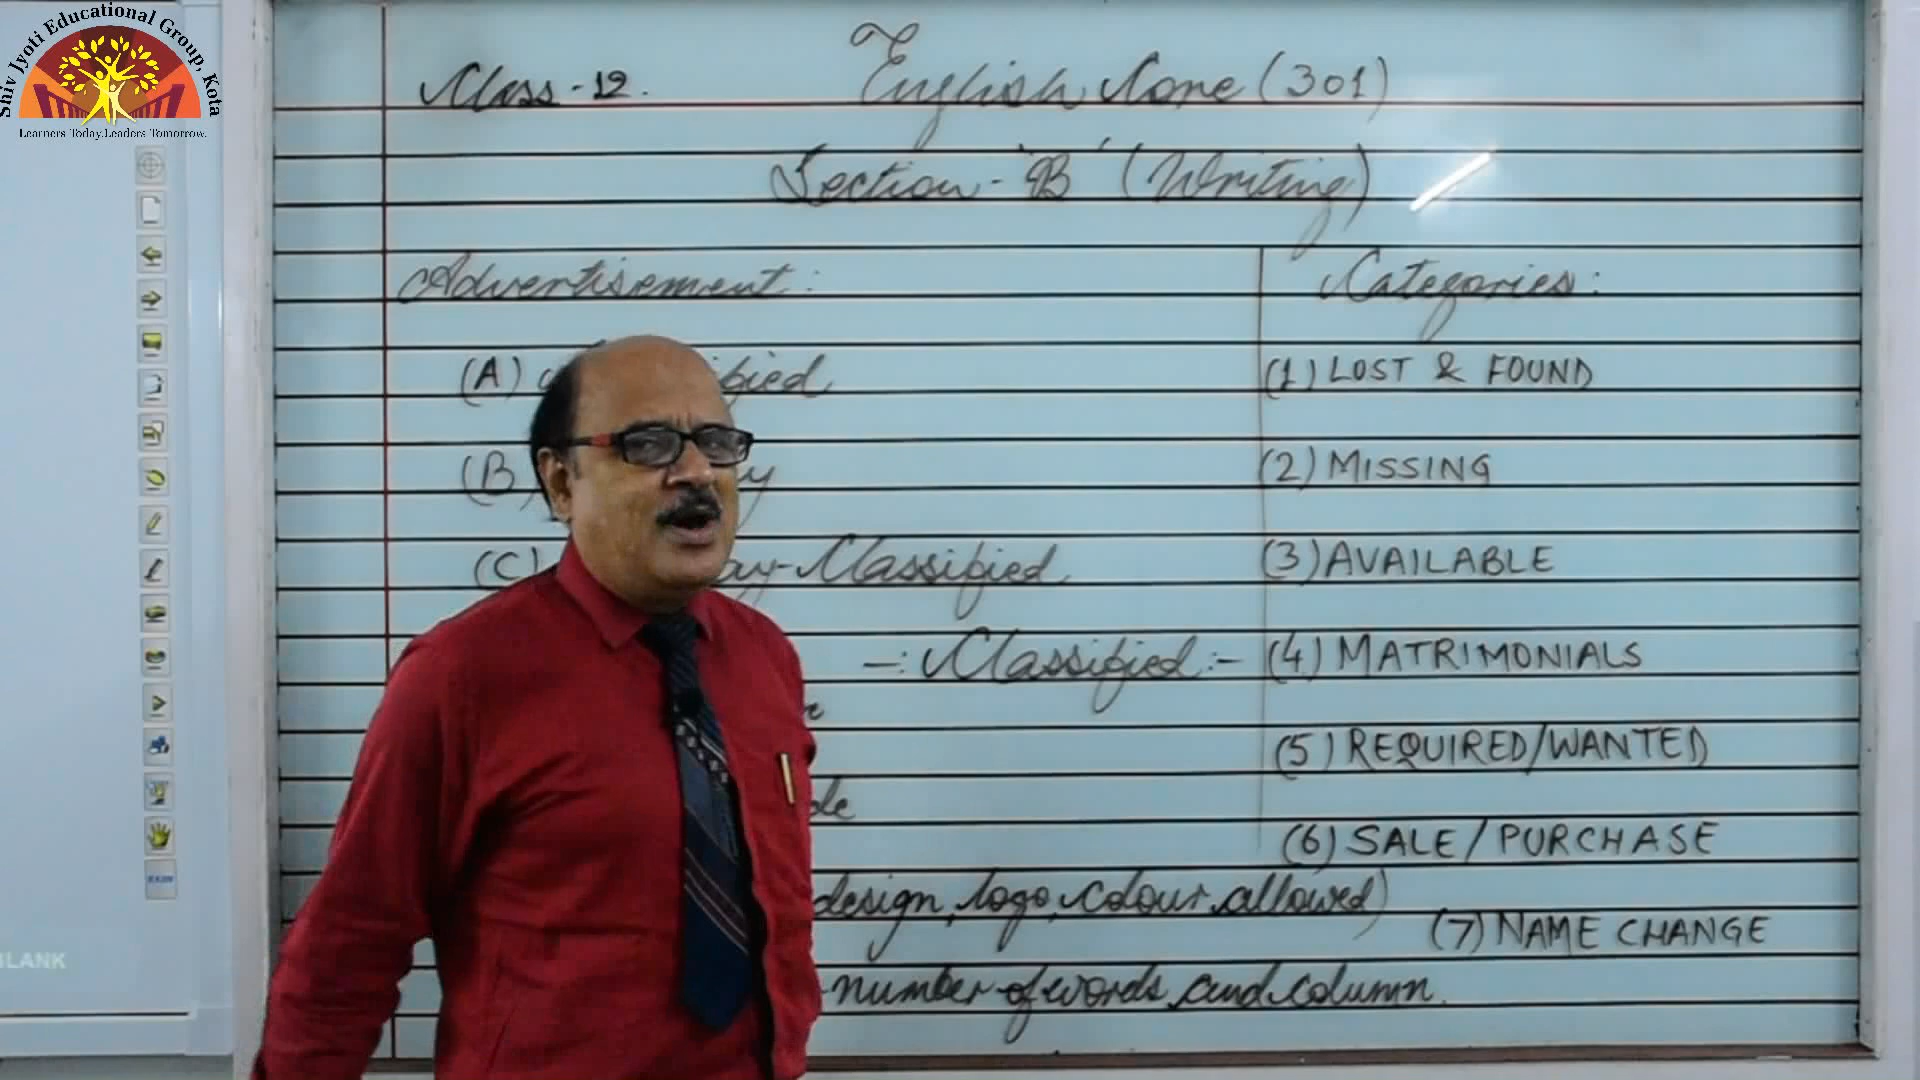 Shiv Jyoti Educational Group, Kota
Learners Today.Leaders Tomorrow.
Class-12.
English Core (301)
Section-'B' (Writing)
Advertisement:
(A)
(B)
(C) Classified
-: Classified :-
design, logo, colour allowed)
number of words and column.
Categories:
(1) LOST & FOUND
(2) MISSING
(3) AVAILABLE
(4) MATRIMONIALS
(5) REQUIRED/WANTED
(6) SALE/PURCHASE
(7) NAME CHANGE